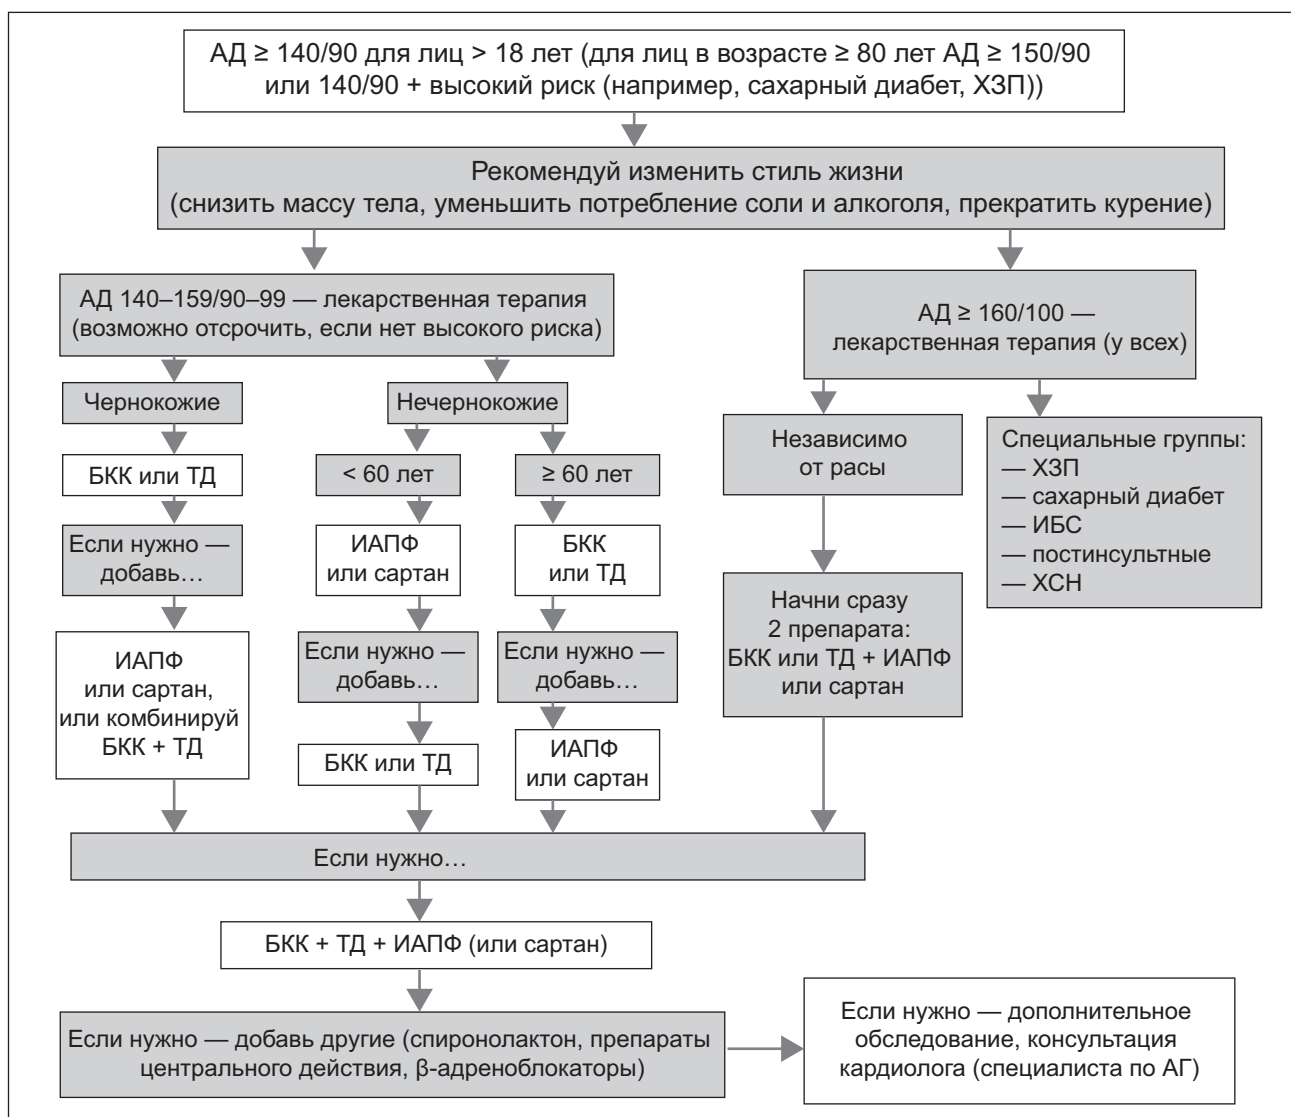 АД ≥ 140/90 для лиц > 18 лет (для лиц в возрасте ≥ 80 лет АД ≥ 150/90
или 140/90 + высокий риск (например, сахарный диабет, ХЗП))
Рекомендуй изменить стиль жизни
(снизить массу тела, уменьшить потребление соли и алкоголя, прекратить курение)
АД 140–159/90–99 — лекарственная терапия
(возможно отсрочить, если нет высокого риска)
АД ≥ 160/100 —
лекарственная терапия (у всех)
Чернокожие
Нечернокожие
БКК или ТД
Если нужно —
добавь…
ИАПФ
или сартан,
или комбинируй
БКК + ТД
< 60 лет
ИАПФ
или сартан
Если нужно —
добавь…
БКК или ТД
≥ 60 лет
БКК
или ТД
Если нужно —
добавь…
ИАПФ
или сартан
Независимо
от расы
Начни сразу
2 препарата:
БКК или ТД + ИАПФ
или сартан
Специальные группы:
— ХЗП
— сахарный диабет
— ИБС
— постинсультные
— ХСН
Если нужно…
БКК + ТД + ИАПФ (или сартан)
Если нужно — добавь другие (спиронолактон, препараты
центрального действия, β-адреноблокаторы)
Если нужно — дополнительное
обследование, консультация
кардиолога (специалиста по АГ)